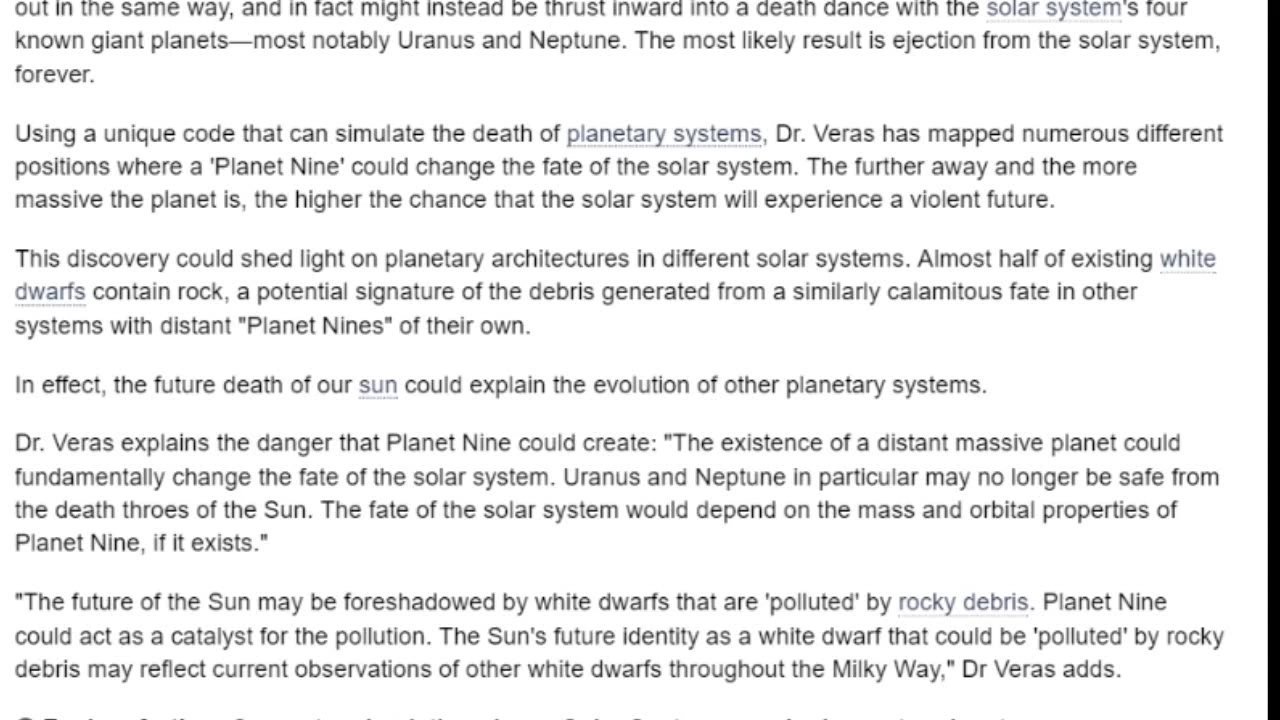 out in the same way, and in fact might instead be thrust inward into a death dance with the solar system's four
known giant planets—most notably Uranus and Neptune. The most likely result is ejection from the solar system,
forever.
Using a unique code that can simulate the death of planetary systems, Dr. Veras has mapped numerous different
positions where a 'Planet Nine' could change the fate of the solar system. The further away and the more
massive the planet is, the higher the chance that the solar system will experience a violent future.
This discovery could shed light on planetary architectures in different solar systems. Almost half of existing white
dwarfs contain rock, a potential signature of the debris generated from a similarly calamitous fate in other
systems with distant "Planet Nines" of their own.
In effect, the future death of our sun could explain the evolution of other planetary systems.
Dr. Veras explains the danger that Planet Nine could create: "The existence of a distant massive planet could
fundamentally change the fate of the solar system. Uranus and Neptune in particular may no longer be safe from
the death throes of the Sun. The fate of the solar system would depend on the mass and orbital properties of
Planet Nine, if it exists."
"The future of the Sun may be foreshadowed by white dwarfs that are 'polluted' by rocky debris. Planet Nine
could act as a catalyst for the pollution. The Sun's future identity as a white dwarf that could be 'polluted' by rocky
debris may reflect current observations of other white dwarfs throughout the Milky Way," Dr Veras adds.